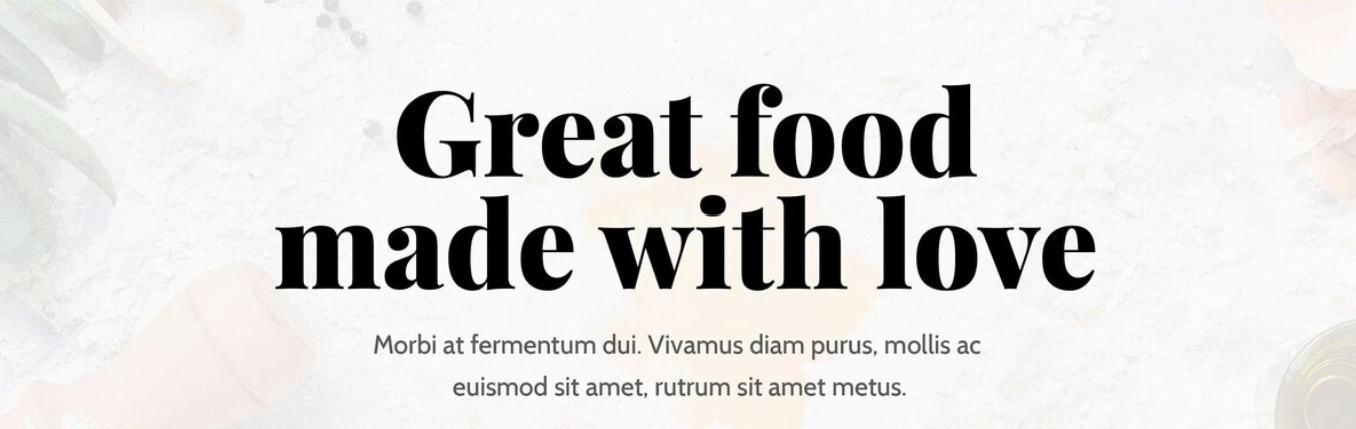 Great food
made with love
Morbi at fermentum dui. Vivamus diam purus, mollis ac
euismod sit amet, rutrum sit amet metus.